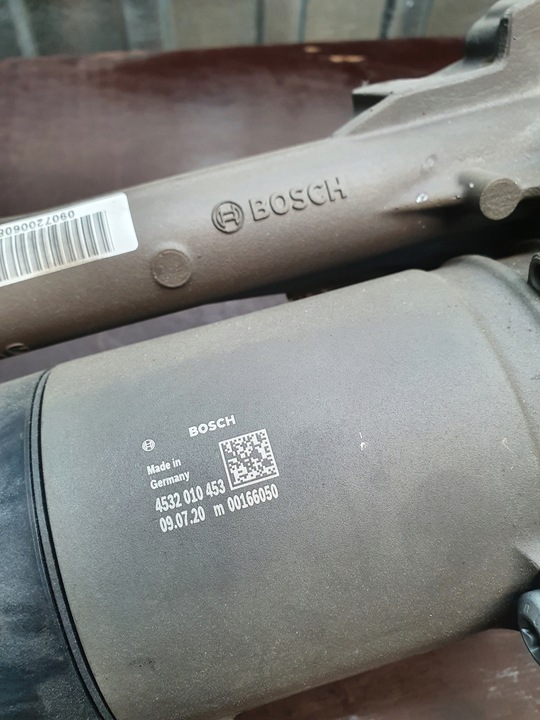 BOSCH
BOSCH
Made in
Germany
4532 010 453
09.07.20 m 00166050